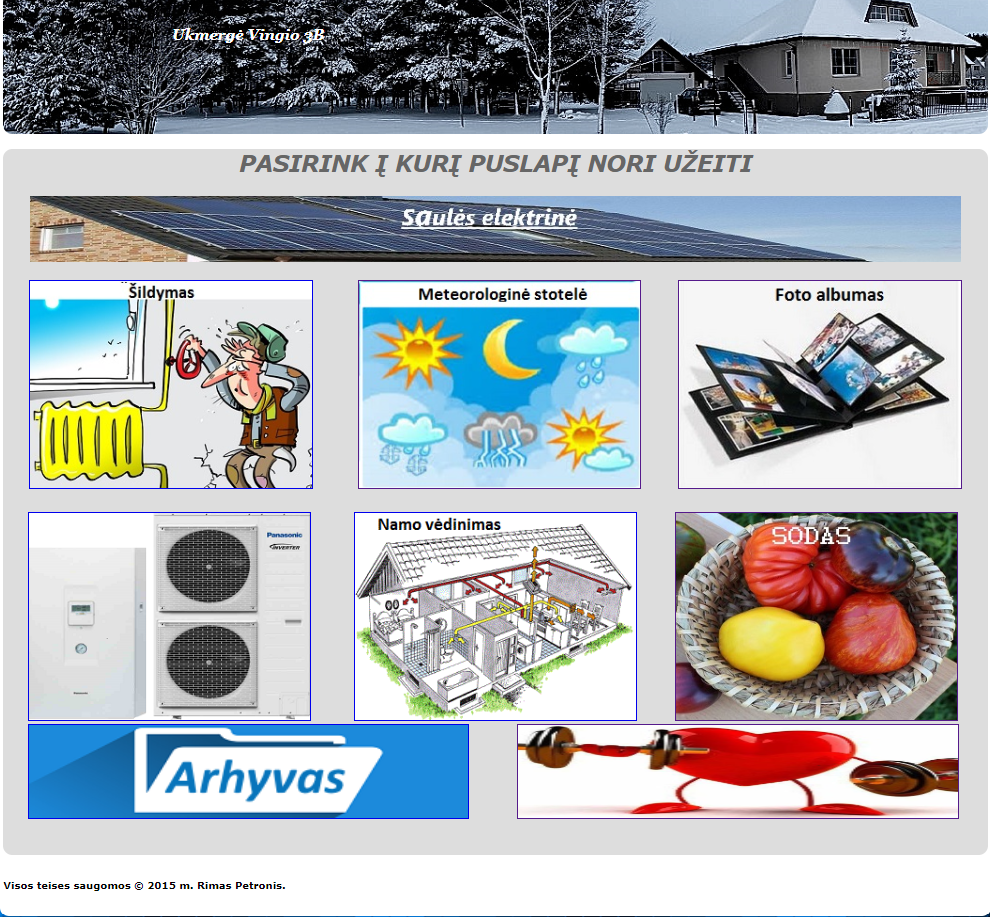 Ukmergė Vingio 3B
PASIRINK Į KURĮ PUSLAPĮ NORI UŽEITI
Saulės elektrinė
Šildymas
Meteorologinė stotelė
Foto albumas
Panasonic
INVERTER
Namo vėdinimas
SODAS
Arhyvas
Visos teises saugomos © 2015 m. Rimas Petronis.